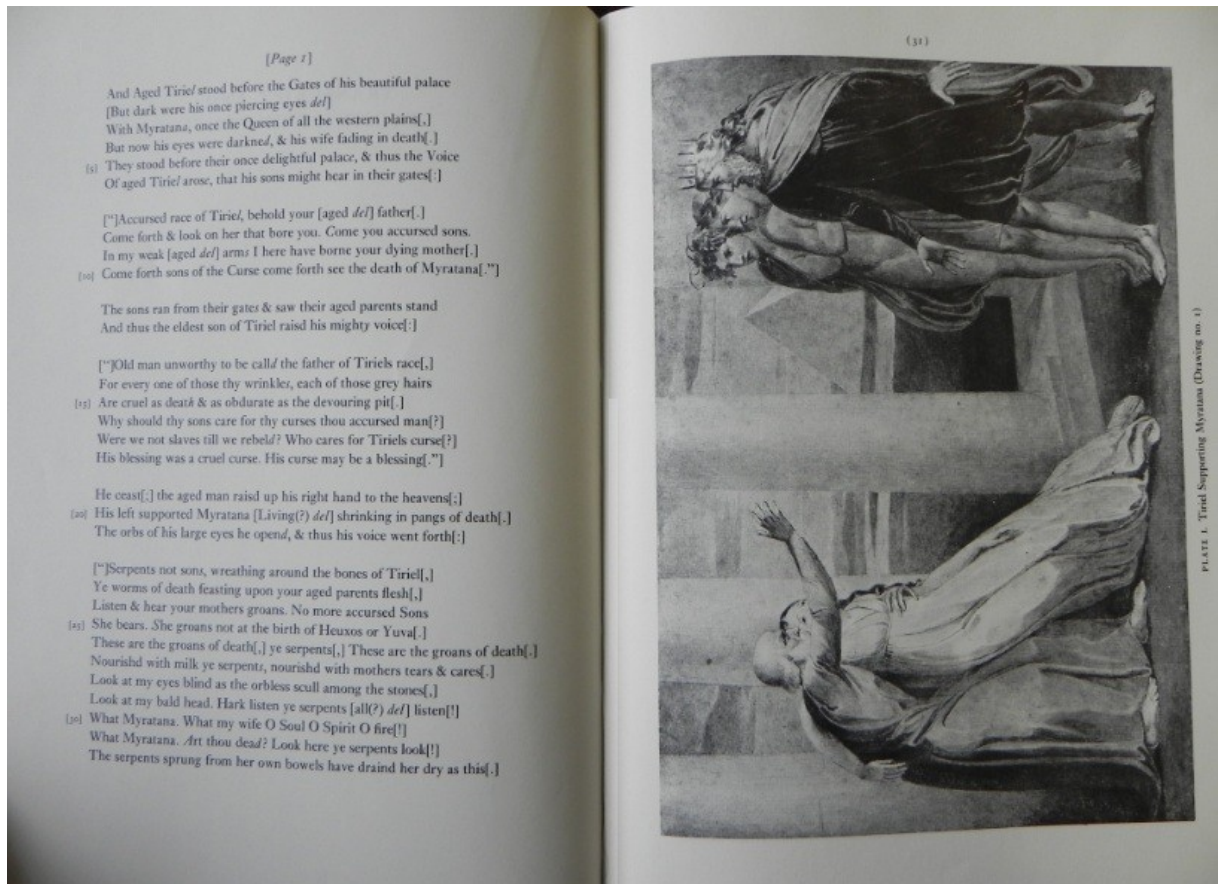 [Page 1]
And Aged Tiriel stood before the Gates of his beautiful palace
[But dark were his once piercing eyes del]
With Myratana, once the Queen of all the western plains[,]
But now his eyes were darkned, & his wife fading in death[.]
[5] They stood before their once delightful palace, & thus the Voice
Of aged Tiriel arose, that his sons might hear in their gates[:]
["]Accursed race of Tiriel, behold your [aged del] father[.]
Come forth & look on her that bore you. Come you accursed sons.
In my weak [aged del] arms I here have borne your dying mother[.]
[10] Come forth sons of the Curse come forth see the death of Myratana[."]
The sons ran from their gates & saw their aged parents stand
And thus the eldest son of Tiriel raisd his mighty voice[:]
["]Old man unworthy to be calld the father of Tiriels race[,]
For every one of those thy wrinkles, each of those grey hairs
[15] Are cruel as death & as obdurate as the devouring pit[.]
Why should thy sons care for thy curses thou accursed man[?]
Were we not slaves till we rebeld? Who cares for Tiriels curse[?]
His blessing was a cruel curse. His curse may be a blessing[."]
He ceast[;] the aged man raisd up his right hand to the heavens[;]
[20] His left supported Myratana [Living(?) del] shrinking in pangs of death[.]
The orbs of his large eyes he opend, & thus his voice went forth[:]
["]Serpents not sons, wreathing around the bones of Tiriel[,]
Ye worms of death feasting upon your aged parents flesh[,]
Listen & hear your mothers groans. No more accursed Sons
[25] She bears. She groans not at the birth of Heuxos or Yuva[.]
These are the groans of death[,] ye serpents[,] These are the groans of death[.]
Nourishd with milk ye serpents, nourishd with mothers tears & cares[.]
Look at my eyes blind as the orbless scull among the stones[,]
Look at my bald head. Hark listen ye serpents [all(?) del] listen[!]
[30] What Myratana. What my wife O Soul O Spirit O fire[!]
What Myratana. Art thou dead? Look here ye serpents look[!]
The serpents sprung from her own bowels have draind her dry as this[.]
(31)
PLATE I. Tiriel Supporting Myratana (Drawing no. 1)